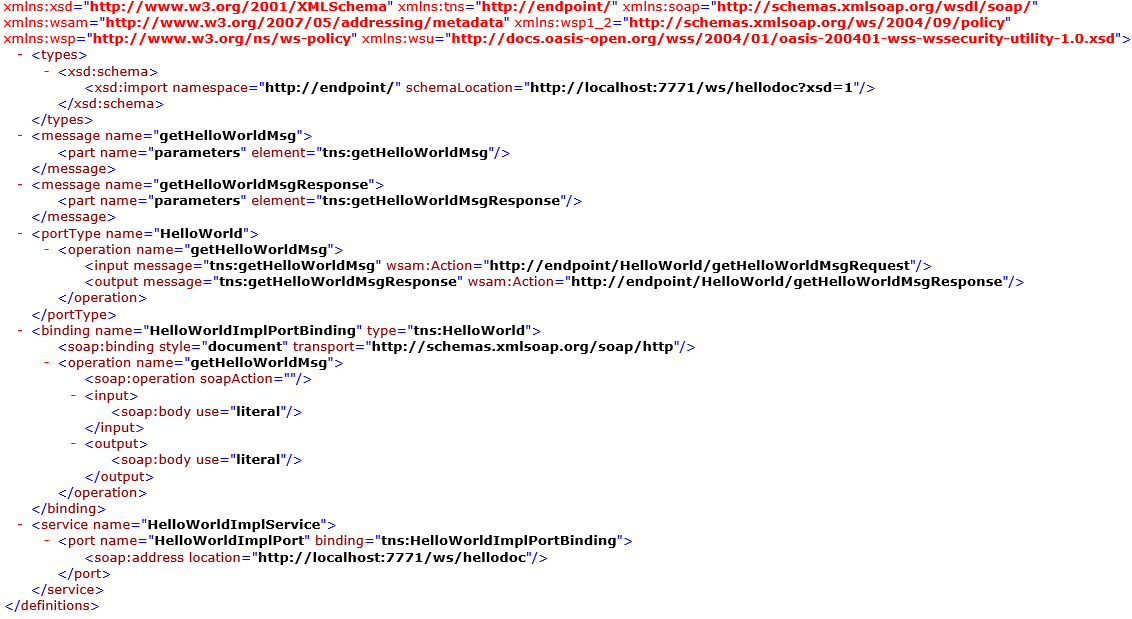 xmlns:xsd="http://www.w3.org/2001/XMLSchema" xmlns:tns="http://endpoint/" xmlns:soap="http://schemas.xmlsoap.org/wsdl/soap/"
xmlns:wsam="http://www.w3.org/2007/05/addressing/metadata" xmlns:wsp1_2="http://schemas.xmlsoap.org/ws/2004/09/policy"
xmlns:wsp="http://www.w3.org/ns/ws-policy" xmlns:wsu="http://docs.oasis-open.org/wss/2004/01/oasis-200401-wss-wssecurity-utility-1.0.xsd">
- <types>
- <xsd:schema>
<xsd:import namespace="http://endpoint/" schemaLocation="http://localhost:7771/ws/hellodoc?xsd=1"/>
</xsd:schema>
</types>
- <message name="getHelloWorldMsg">
<part name="parameters" element="tns:getHelloWorldMsg"/>
</message>
- <message name="getHelloWorldMsgResponse">
<part name="parameters" element="tns:getHelloWorldMsgResponse"/>
</message>
- <portType name="HelloWorld">
- <operation name="getHelloWorldMsg">
<input message="tns:getHelloWorldMsg" wsam:Action="http://endpoint/HelloWorld/getHelloWorldMsgRequest"/>
<output message="tns:getHelloWorldMsgResponse" wsam:Action="http://endpoint/HelloWorld/getHelloWorldMsgResponse"/>
</operation>
</portType>
- <binding name="HelloWorldImplPortBinding" type="tns:HelloWorld">
<soap:binding style="document" transport="http://schemas.xmlsoap.org/soap/http"/>
- <operation name="getHelloWorldMsg">
<soap:operation soapAction=""/>
- <input>
<soap:body use="literal"/>
</input>
- <output>
<soap:body use="literal"/>
</output>
</operation>
</binding>
- <service name="HelloWorldImplService">
- <port name="HelloWorldImplPort" binding="tns:HelloWorldImplPortBinding">
<soap:address location="http://localhost:7771/ws/hellodoc"/>
</port>
</service>
</definitions>